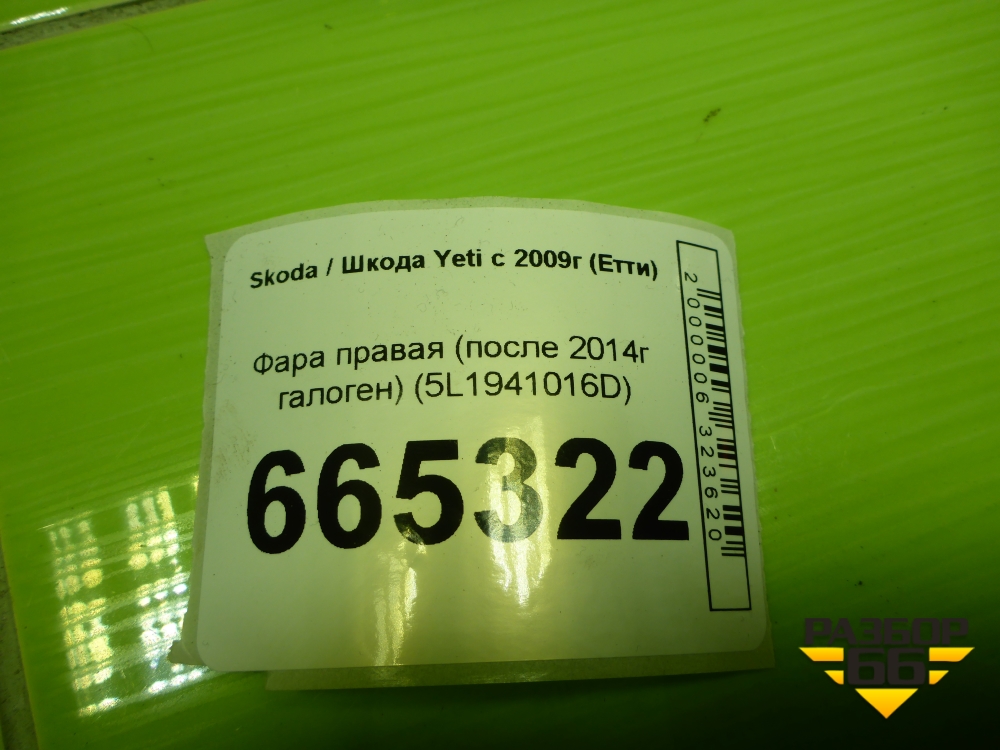 Skoda / Шкода Yeti с 2009г (Етти)
Фара правая (после 2014г
галоген) (5L1941016D)
665322
2000006323620
РАЗБОР
66